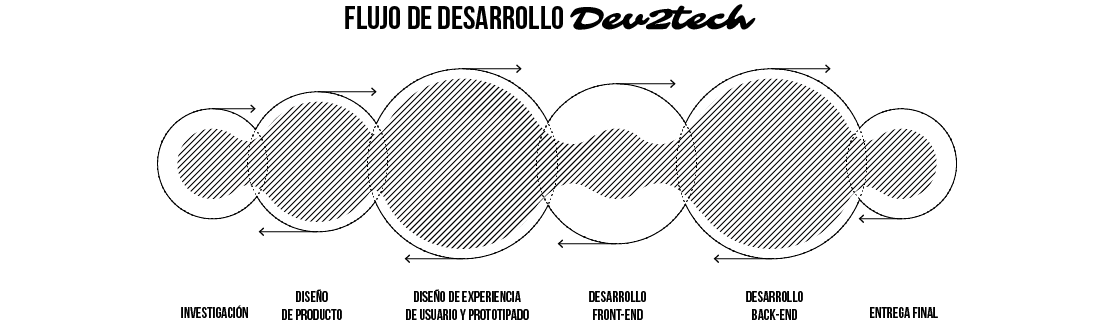 FLUJO DE DESARROLLO Dev2tech
INVESTIGACIÓN
DISEÑO
DE PRODUCTO
DISEÑO DE EXPERIENCIA
DE USUARIO Y PROTOTIPADO
DESARROLLO
FRONT-END
DESARROLLO
BACK-END
ENTREGA FINAL